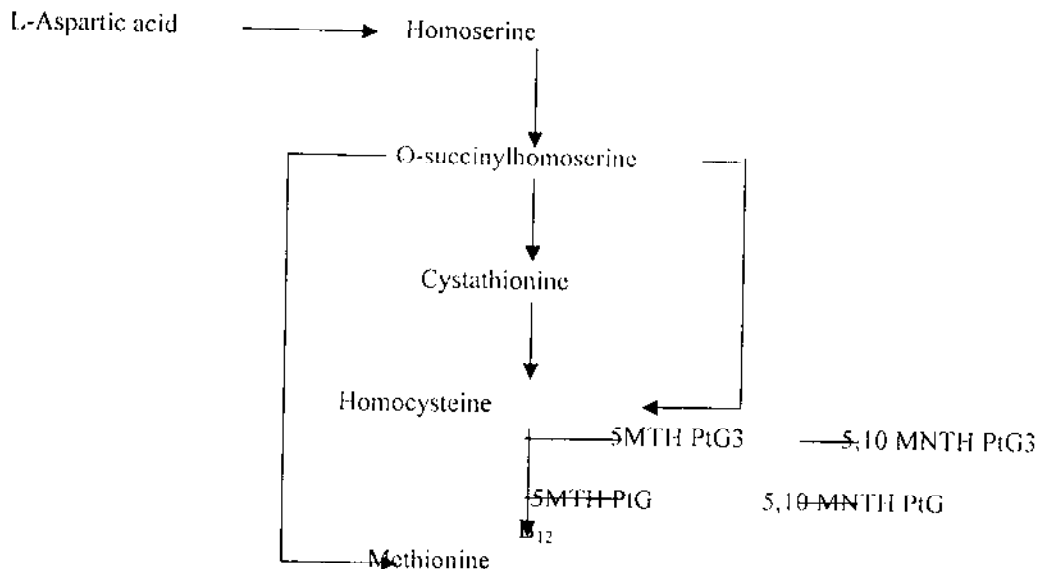 L-Aspartic acid
Homoserine
O-succinylhomoserine
Cystathionine
Homocysteine
5MTH PtG3 5,10 MNTH PtG3
5MTH PtG 5,10 MNTH PtG
B12
Methionine